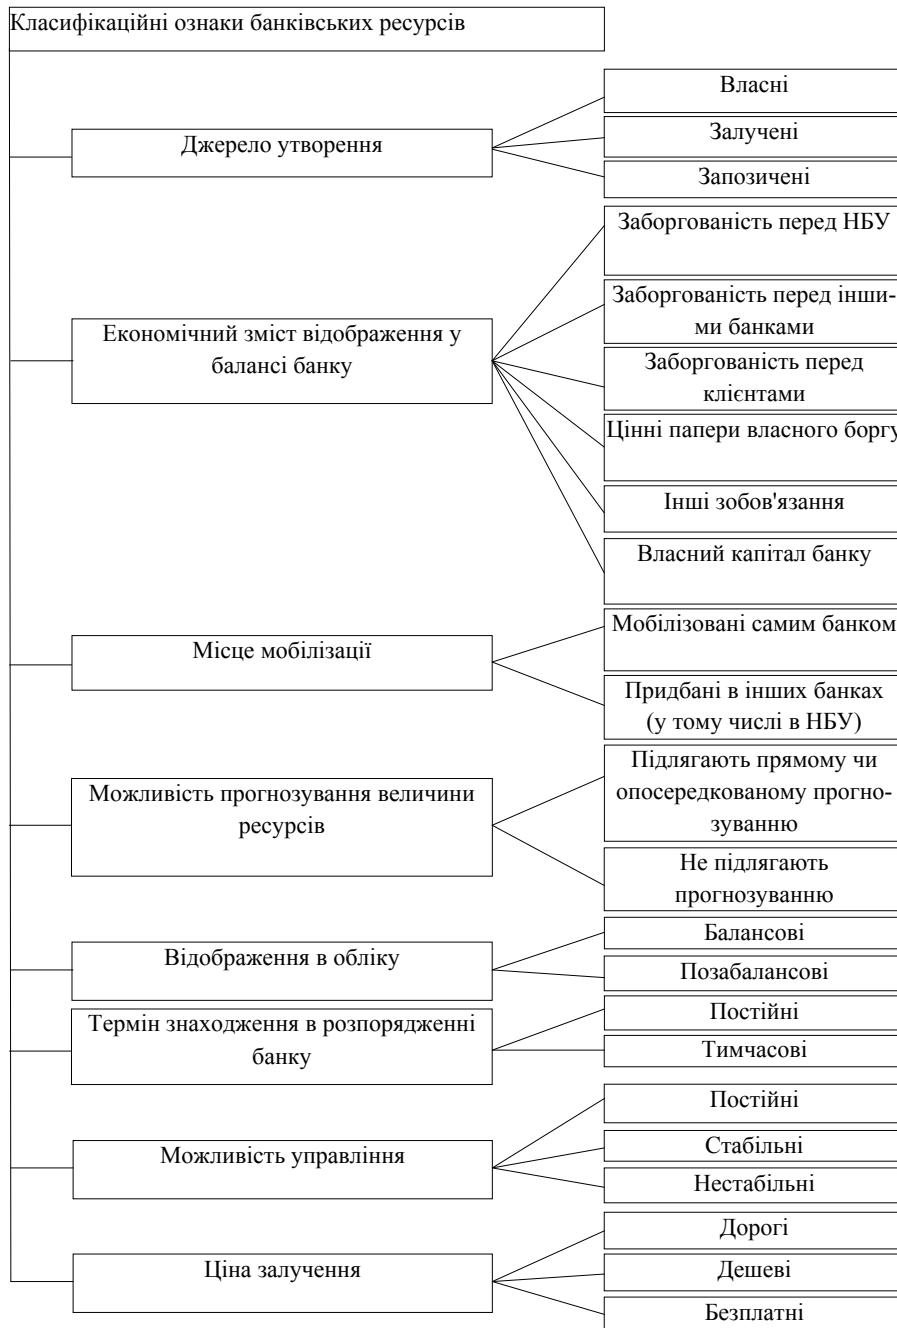 Класифікаційні ознаки банківських ресурсів
Джерело утворення
Власні
Залучені
Запозичені
Економічний зміст відображення у
балансі банку
Заборгованість перед НБУ
Заборгованість перед інши-
ми банками
Заборгованість перед
клієнтами
Цінні папери власного боргу
Інші зобов'язання
Власний капітал банку
Місце мобілізації
Мобілізовані самим банком
Придбані в інших банках
(у тому числі в НБУ)
Можливість прогнозування величини
ресурсів
Підлягають прямому чи
опосередкованому прогно-
зуванню
Не підлягають
прогнозуванню
Відображення в обліку
Балансові
Позабалансові
Термін знаходження в розпорядженні
банку
Постійні
Тимчасові
Можливість управління
Постійні
Стабільні
Нестабільні
Ціна залучення
Дорогі
Дешеві
Безплатні